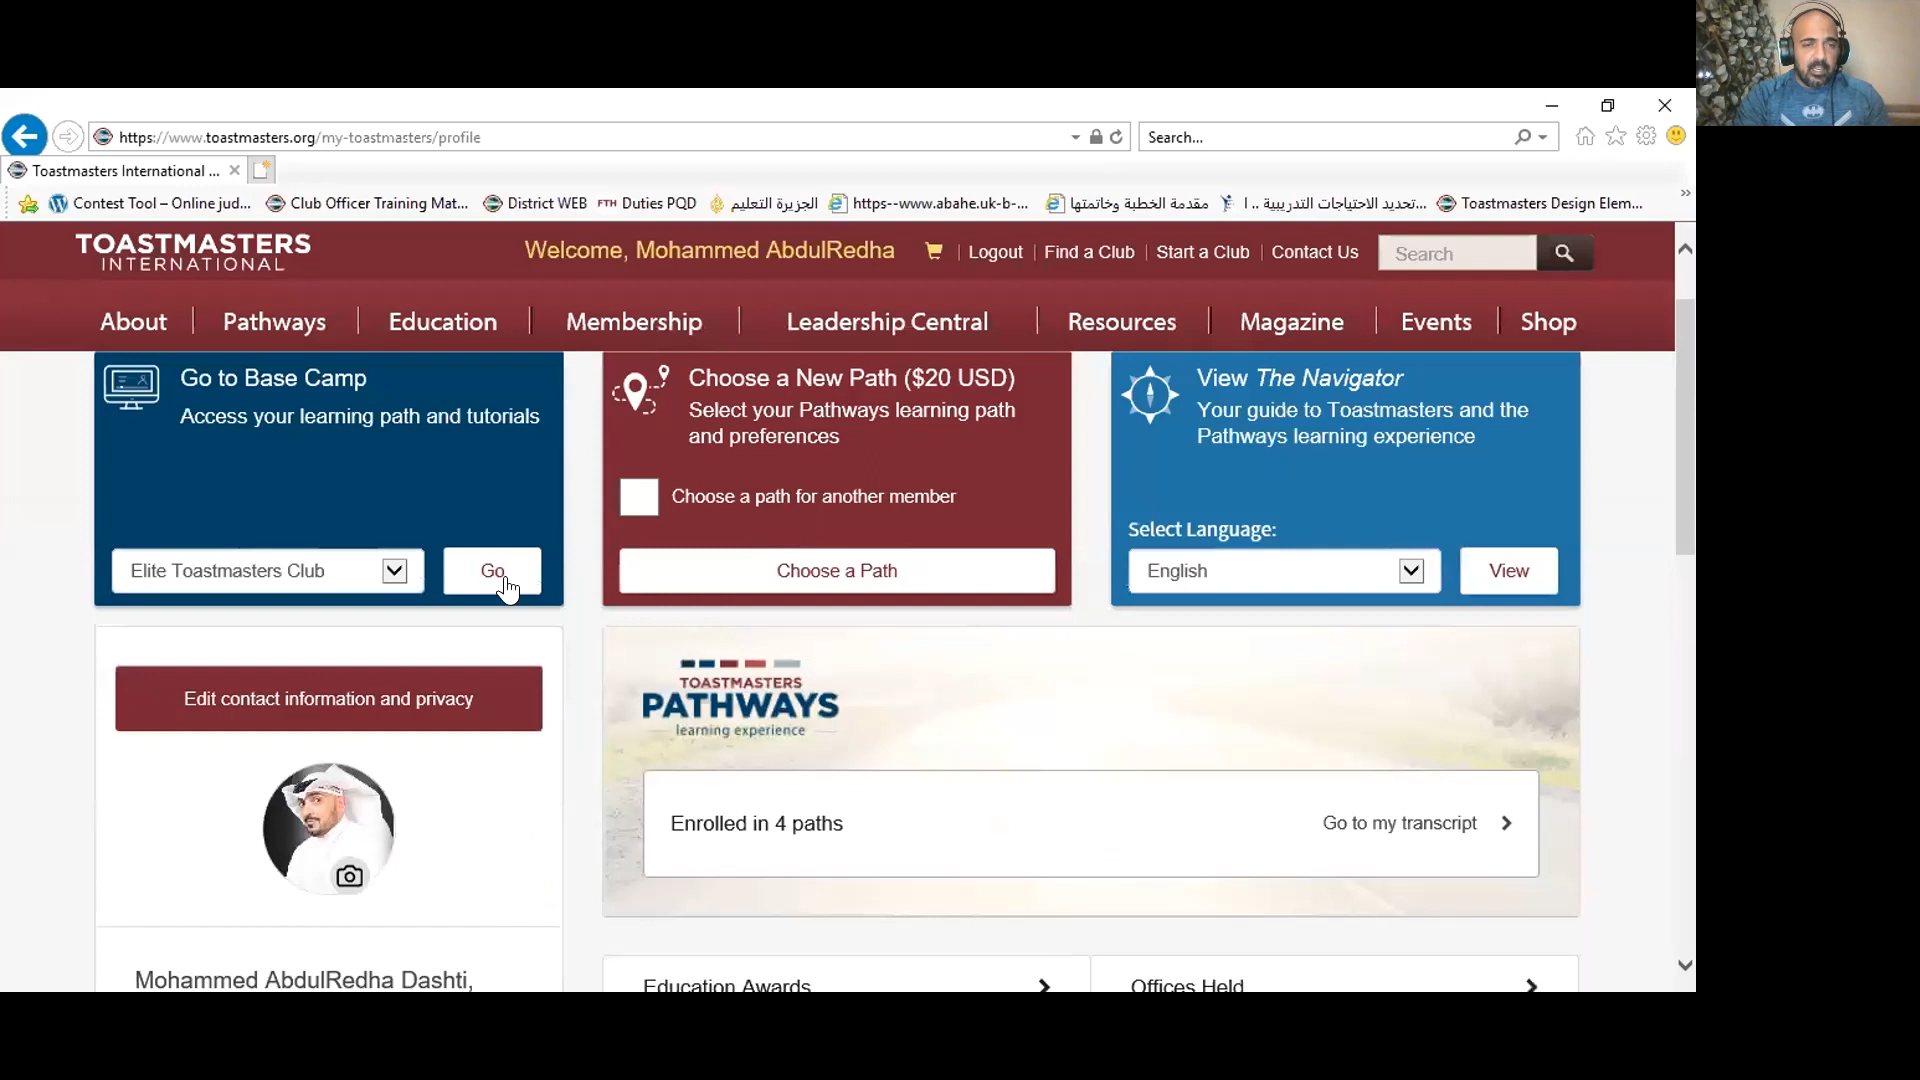 https://www.toastmasters.org/my-toastmasters/profile
Search...
Toastmasters International ...
Contest Tool – Online jud...
Club Officer Training Mat...
District WEB
FTH Duties PQD
الجزيرة التعليم
https--www.abahe.uk-b-...
مقدمة الخطبة وخاتمتها
تحديد الاحتياجات التدريبية .. ا...
Toastmasters Design Elem...
TOASTMASTERS
INTERNATIONAL
Welcome, Mohammed AbdulRedha
Logout
Find a Club
Start a Club
Contact Us
Search
About
Pathways
Education
Membership
Leadership Central
Resources
Magazine
Events
Shop
Go to Base Camp
Access your learning path and tutorials
Elite Toastmasters Club
Go
Choose a New Path ($20 USD)
Select your Pathways learning path
and preferences
Choose a path for another member
Choose a Path
View The Navigator
Your guide to Toastmasters and the
Pathways learning experience
Select Language:
English
View
Edit contact information and privacy
Mohammed AbdulRedha Dashti,
TOASTMASTERS
PATHWAYS
learning experience
Enrolled in 4 paths
Go to my transcript
Education Awards
Offices Held